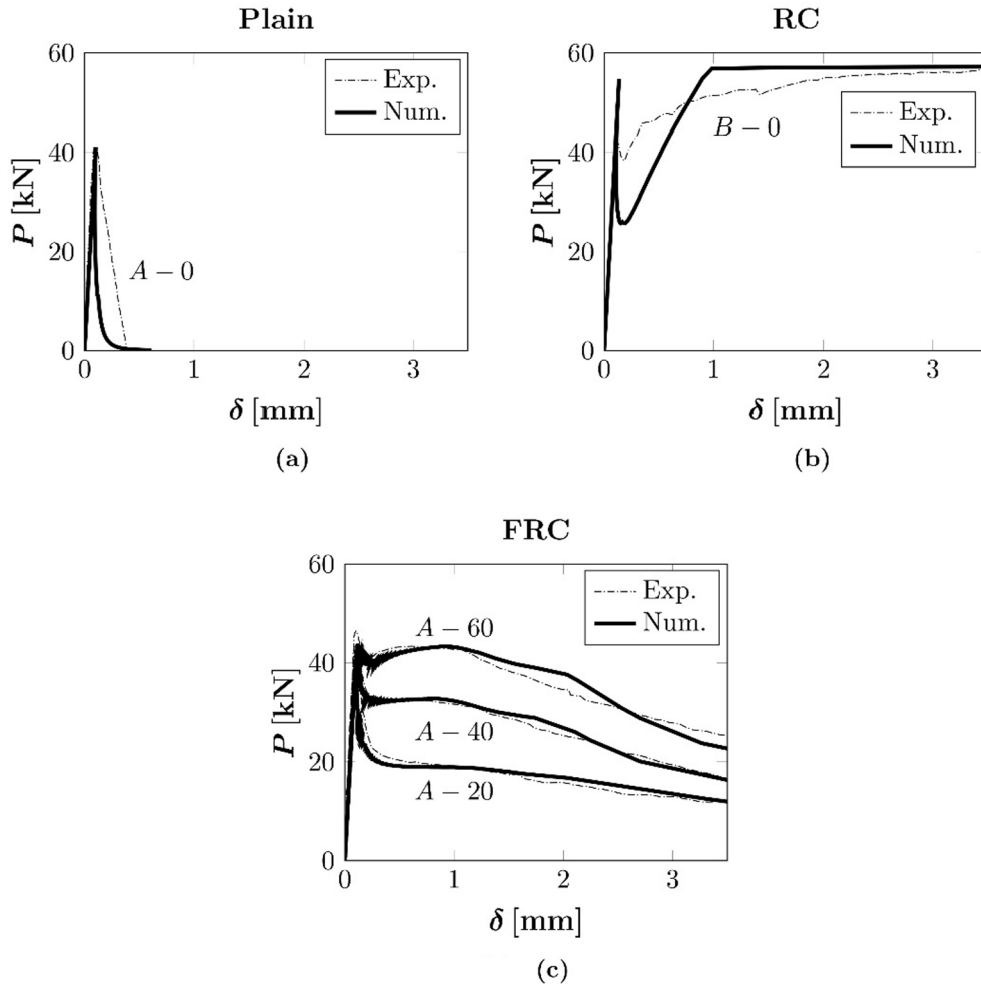 Plain
60
40
20
0
P [kN]
Exp.
Num.
A − 0
0 1 2 3
δ [mm]
(a)
RC
60
40
20
0
P [kN]
B − 0
Exp.
Num.
0 1 2 3
δ [mm]
(b)
FRC
60
40
20
0
P [kN]
Exp.
Num.
A − 60
A − 40
A − 20
0 1 2 3
δ [mm]
(c)